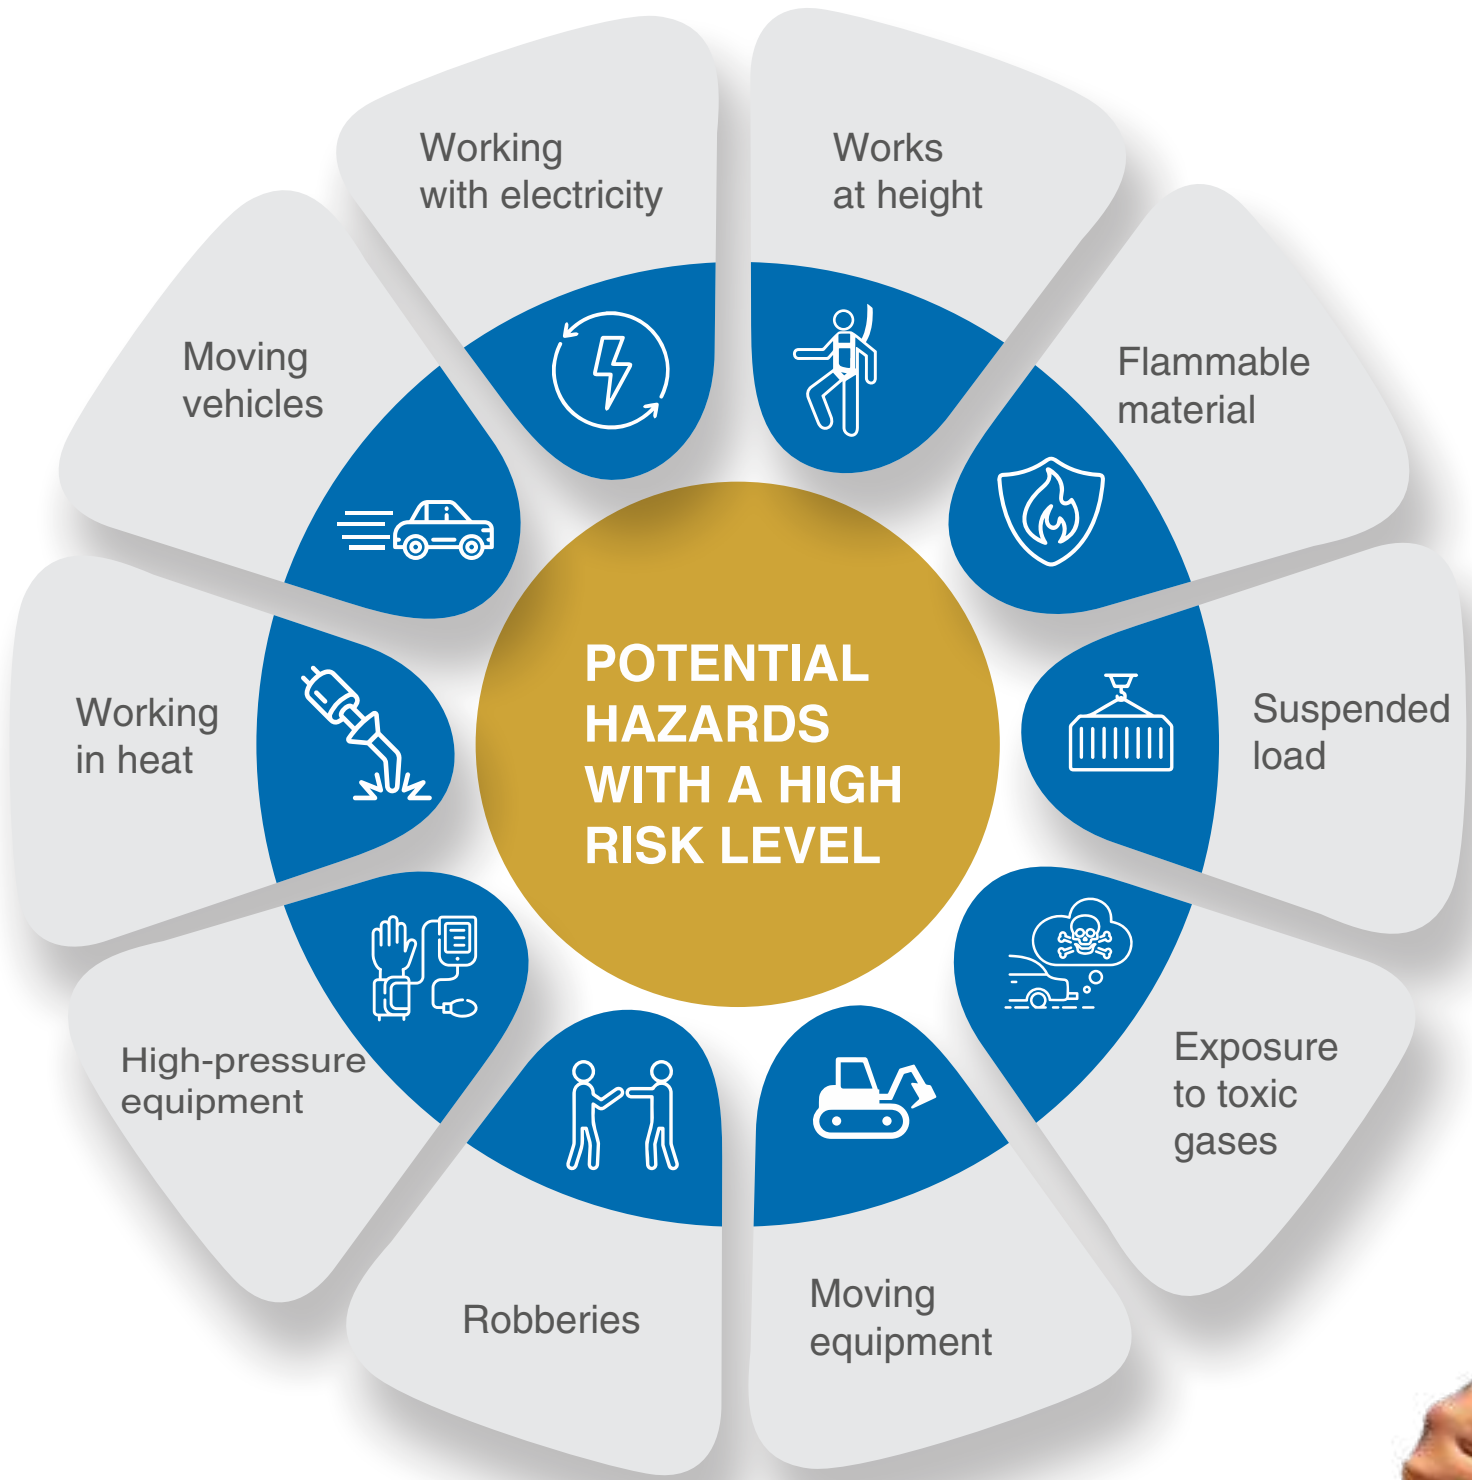 Working
with electricity
Works
at height
Moving
vehicles
Flammable
material
POTENTIAL
HAZARDS
WITH A HIGH
RISK LEVEL
Working
in heat
Suspended
load
High-pressure
equipment
Exposure
to toxic
gases
Robberies
Moving
equipment